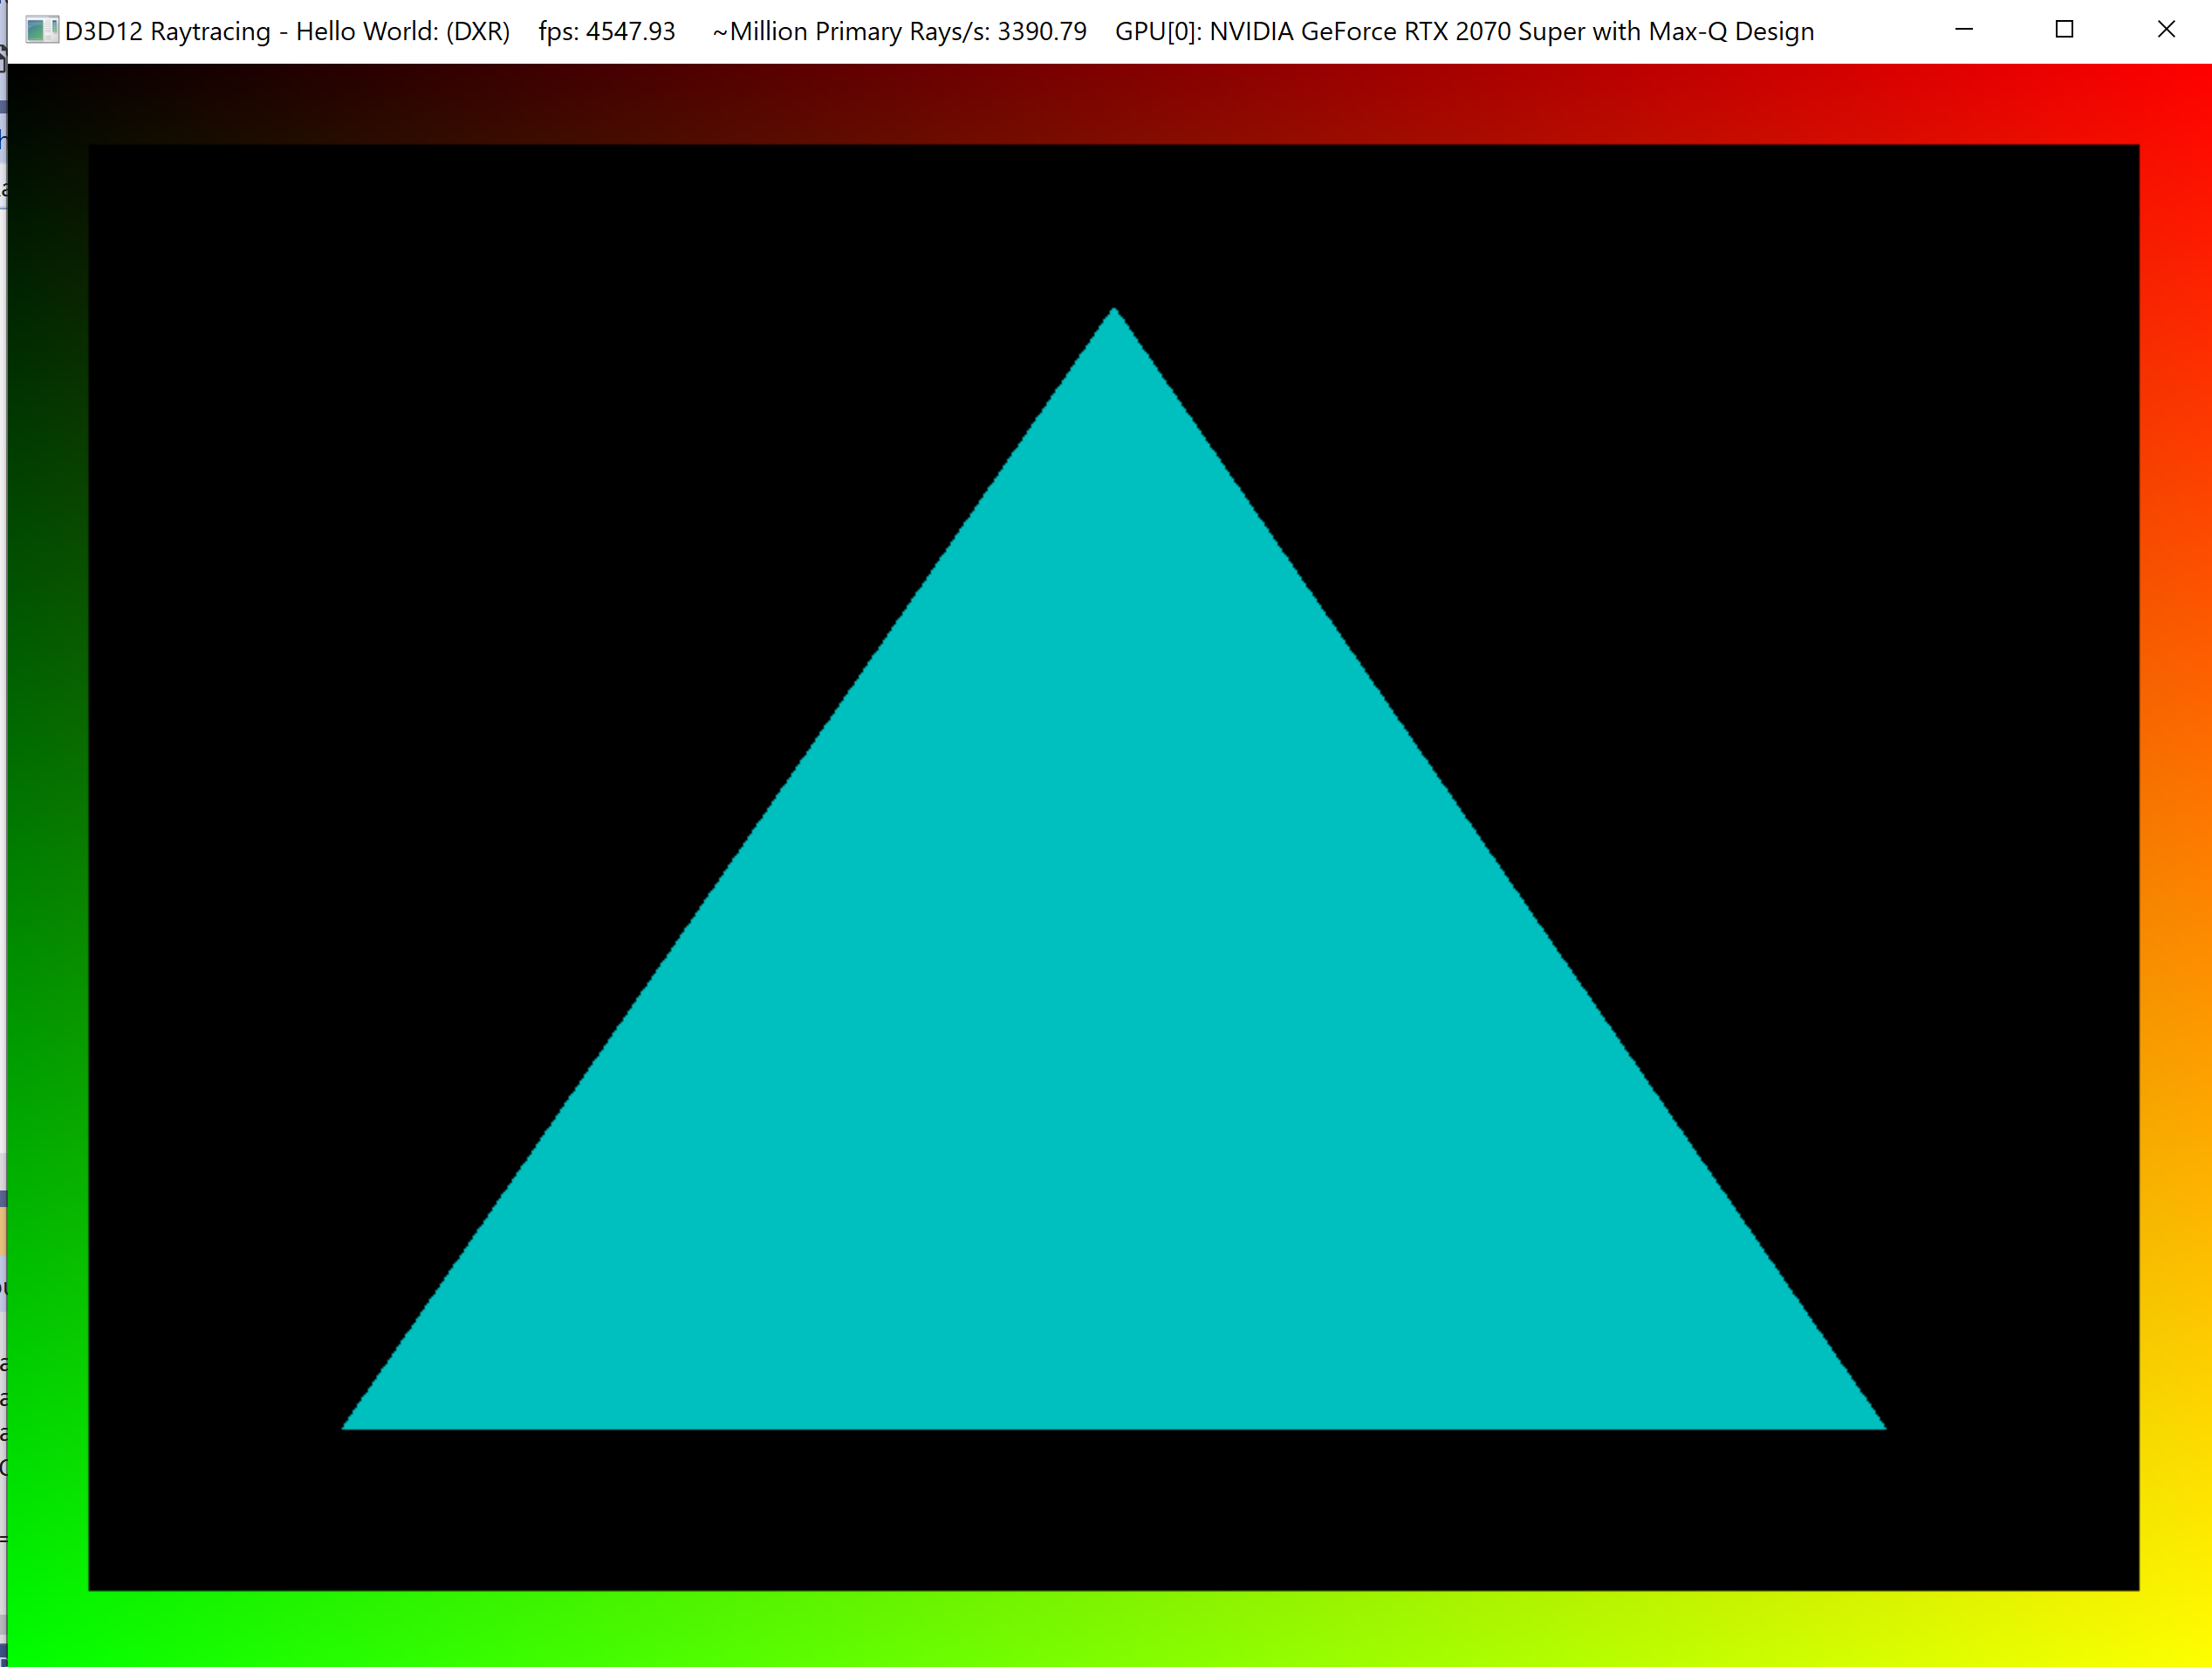 D3D12 Raytracing - Hello World: (DXR)    fps: 4547.93     ~Million Primary Rays/s: 3390.79    GPU[0]: NVIDIA GeForce RTX 2070 Super with Max-Q Design